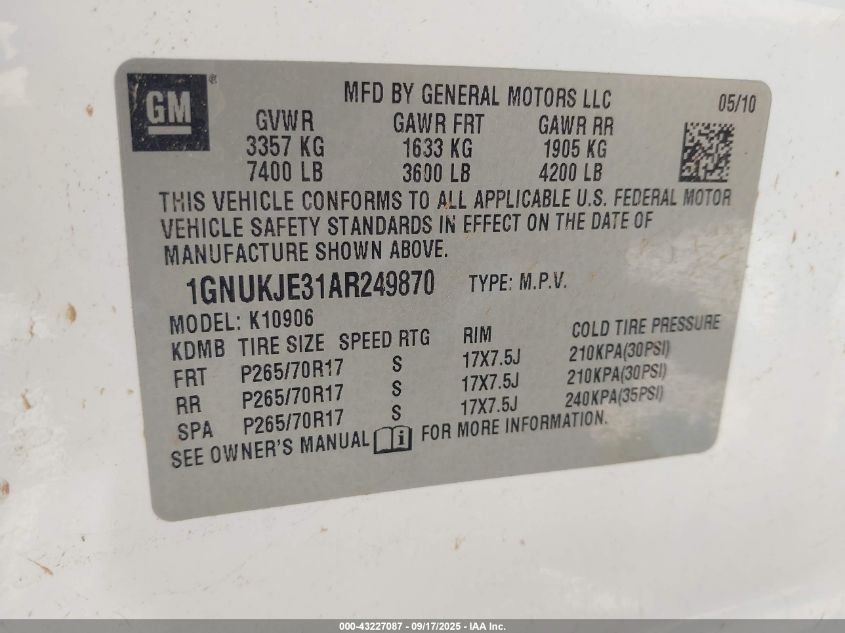 GM ®
MFD BY GENERAL MOTORS LLC
05/10
GVWR GAWR FRT GAWR RR
3357 KG 1633 KG 1905 KG
7400 LB 3600 LB 4200 LB
THIS VEHICLE CONFORMS TO ALL APPLICABLE U.S. FEDERAL MOTOR
VEHICLE SAFETY STANDARDS IN EFFECT ON THE DATE OF
MANUFACTURE SHOWN ABOVE.
1GNUKJE31AR249870 TYPE: M.P.V.
MODEL: K10906
KDMB TIRE SIZE SPEED RTG RIM COLD TIRE PRESSURE
FRT P265/70R17 S 17X7.5J 210KPA(30PSI)
RR P265/70R17 S 17X7.5J 210KPA(30PSI)
SPA P265/70R17 S 17X7.5J 240KPA(35PSI)
SEE OWNER'S MANUAL FOR MORE INFORMATION.
000-43227087 - 09/17/2025 - IAA Inc.